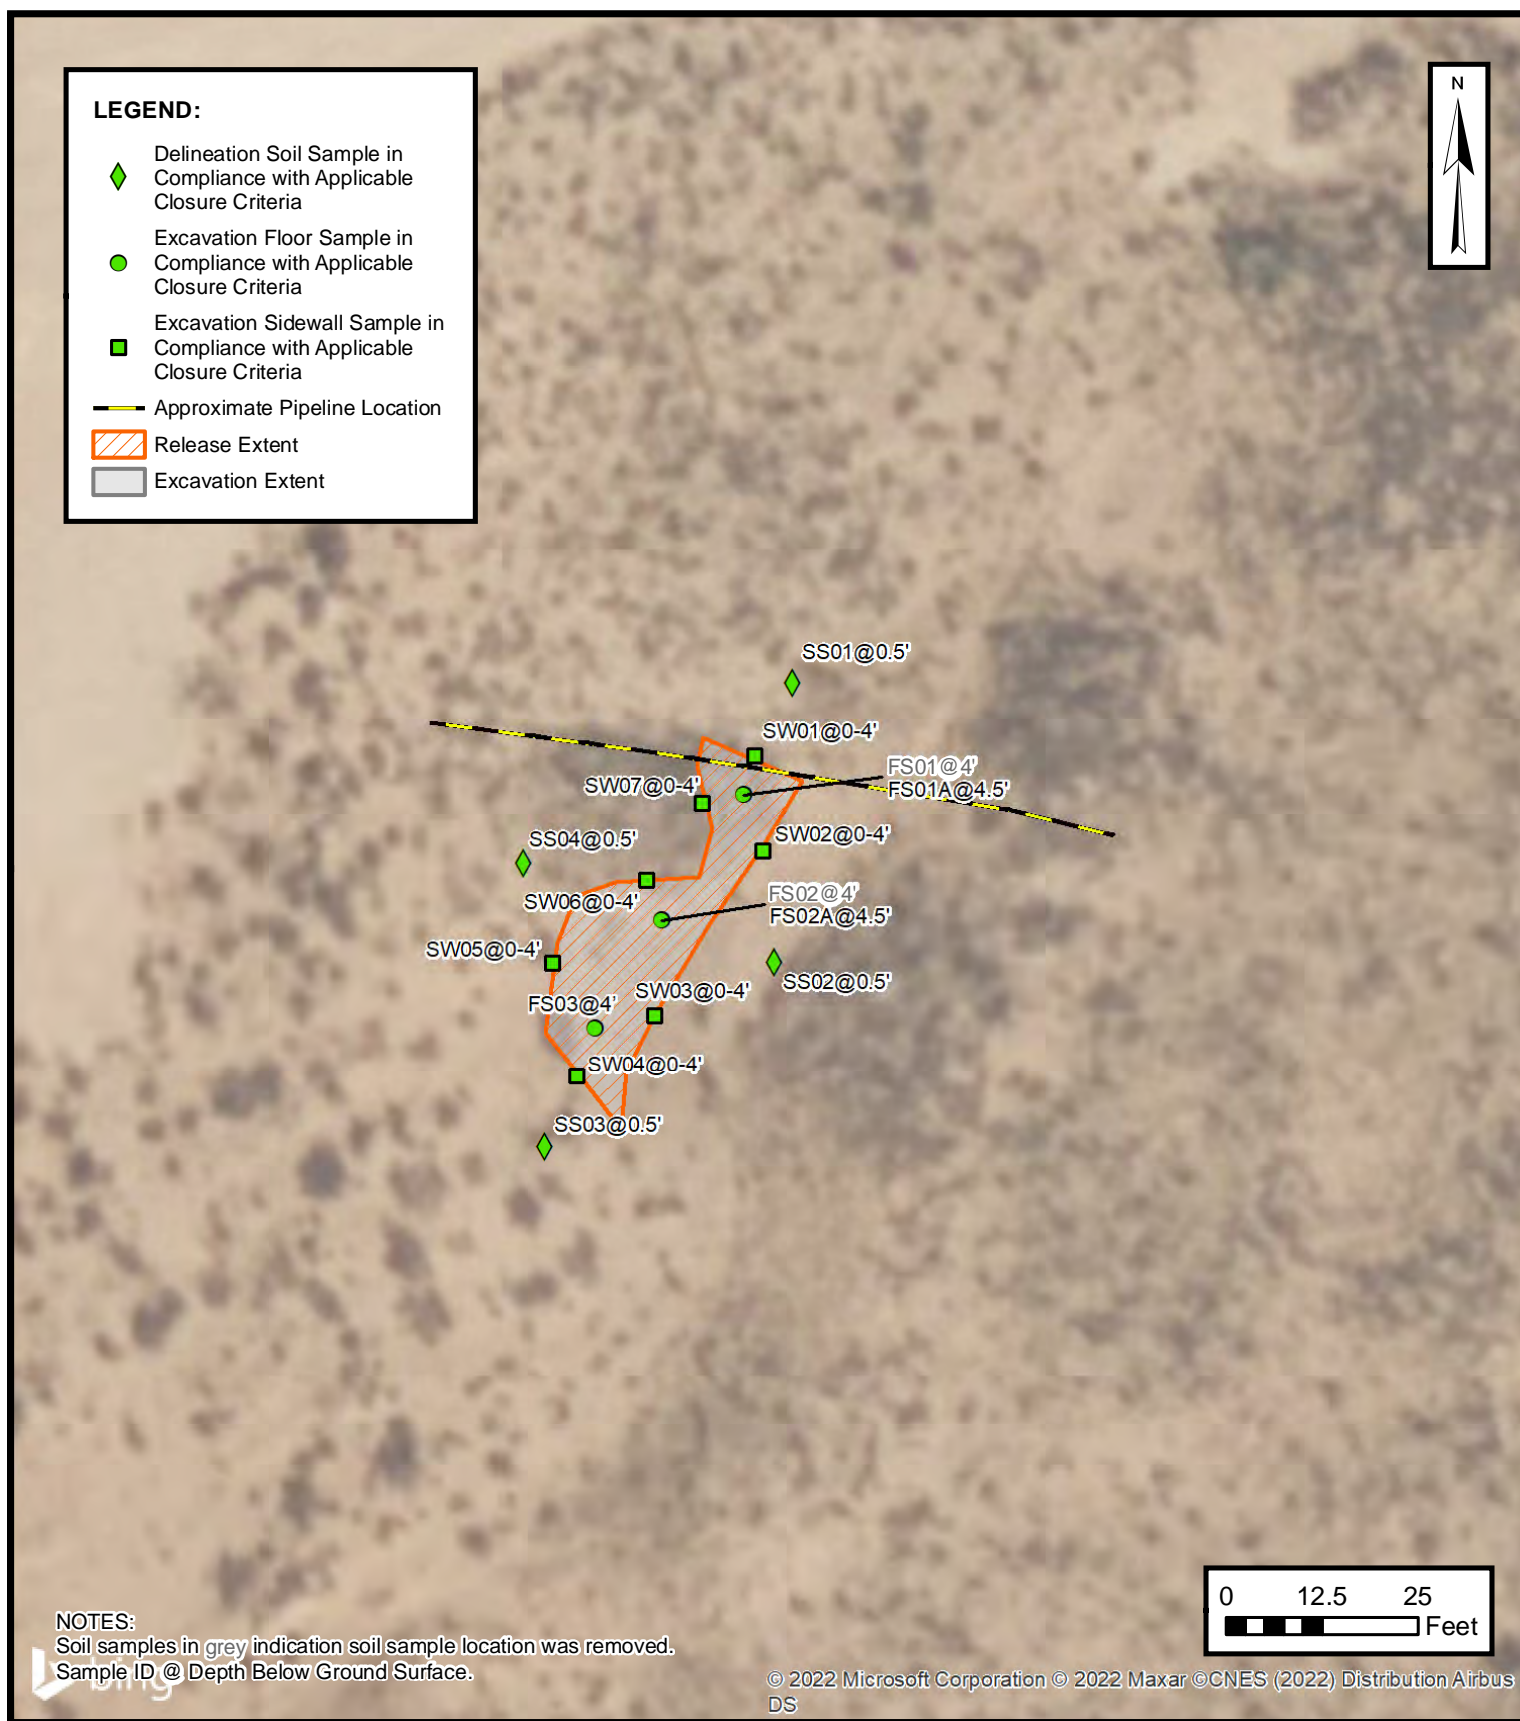 LEGEND:
Delineation Soil Sample in
Compliance with Applicable
Closure Criteria
Excavation Floor Sample in
Compliance with Applicable
Closure Criteria
Excavation Sidewall Sample in
Compliance with Applicable
Closure Criteria
Approximate Pipeline Location
Release Extent
Excavation Extent
N
SS01@0.5'
SW01@0-4'
FS01@4'
FS01A@4.5'
SW07@0-4'
SW02@0-4'
SS04@0.5'
FS02@4'
FS02A@4.5'
SW06@0-4'
SW05@0-4'
SS02@0.5'
SW03@0-4'
FS03@4'
SW04@0-4'
SS03@0.5'
0 12.5 25
Feet
NOTES:
Soil samples in grey indication soil sample location was removed.
Sample ID @ Depth Below Ground Surface.
bing
© 2022 Microsoft Corporation © 2022 Maxar ©CNES (2022) Distribution Airbus
DS